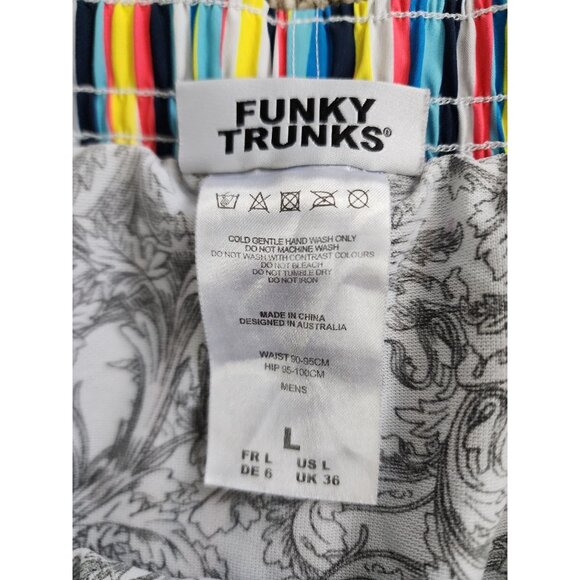 FUNKY
TRUNKS®
COLD GENTLE HAND WASH ONLY
DO NOT MACHINE WASH
DO NOT WASH WITH CONTRAST COLOURS
DO NOT BLEACH
DO NOT TUMBLE DRY
DO NOT IRON
MADE IN CHINA
DESIGNED IN AUSTRALIA
WAIST 90-95CM
HIP 95-100CM
MENS
L
FR L US L
DE 6 UK 36